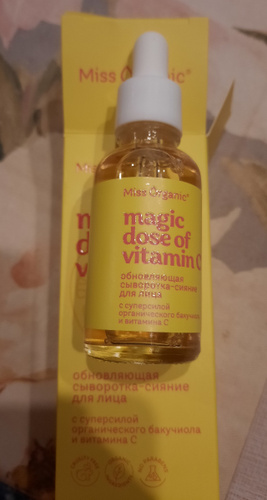 Miss Organic®
Miss Organic®
magic
dose of
vitamin C
обновляющая
сыворотка-сияние
для лица
с суперсилой
органического бакучиола
и витамина С
обновляющая
сыворотка-сияние
для лица
с суперсилой
органического бакучиола
и витамина С